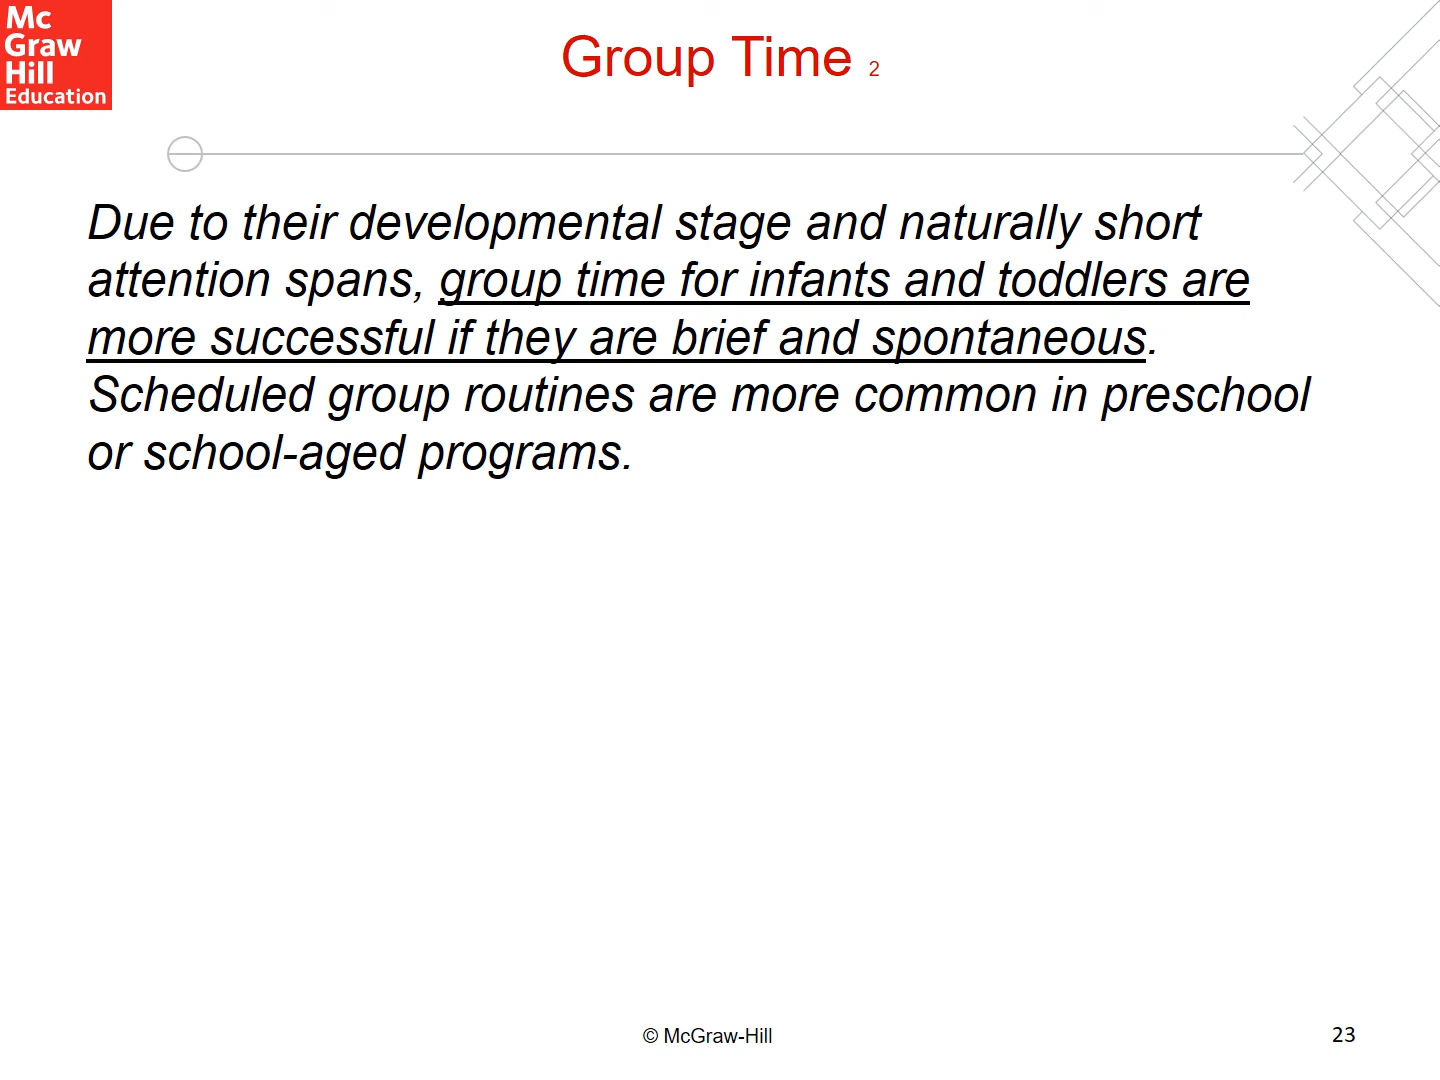 Mc
Graw
Hill
Education
Group Time 2
Due to their developmental stage and naturally short
attention spans, group time for infants and toddlers are
more successful if they are brief and spontaneous.
Scheduled group routines are more common in preschool
or school-aged programs.
© McGraw-Hill
23